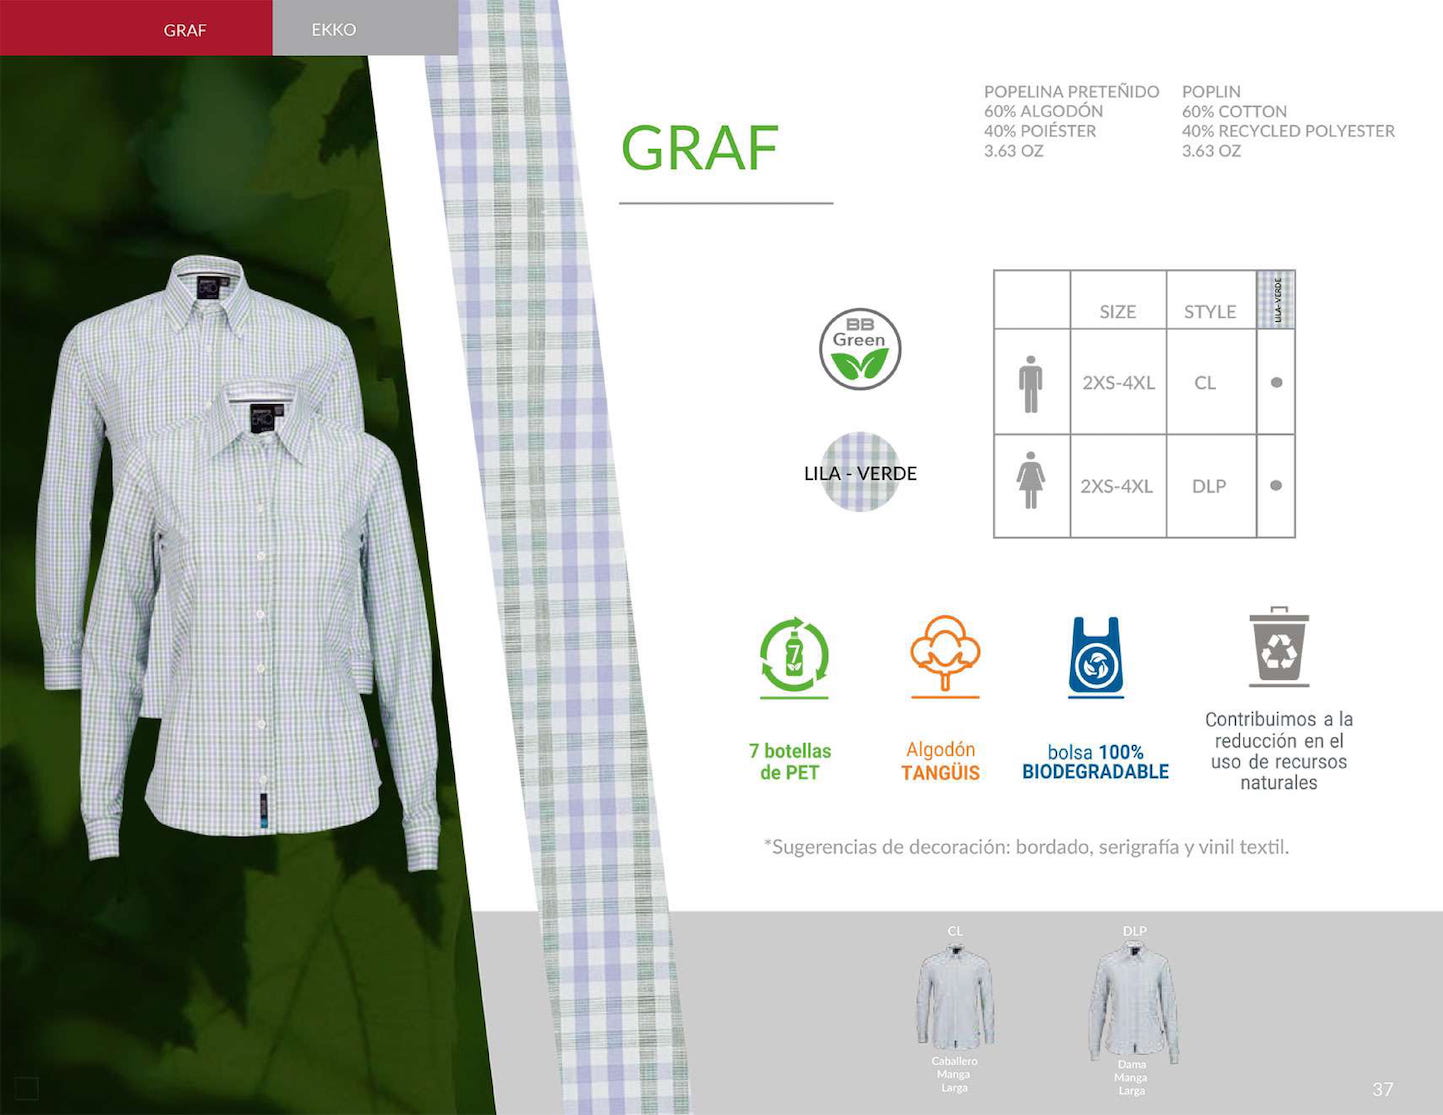 GRAF
EKKO
GRAF
POPELINA PRETEÑIDO
60% ALGODÓN
40% POIÉSTER
3.63 OZ
POPLIN
60% COTTON
40% RECYCLED POLYESTER
3.63 OZ
BB
Green
LILA - VERDE
SIZE
STYLE
LILA-VERDE
2XS-4XL
CL
2XS-4XL
DLP
7
7 botellas
de PET
Algodón
TANGÜIS
bolsa 100%
BIODEGRADABLE
Contribuimos a la
reducción en el
uso de recursos
naturales
*Sugerencias de decoración: bordado, serigrafía y vinil textil.
CL
Caballero
Manga
Larga
DLP
Dama
Manga
Larga
37
EKO
EKO